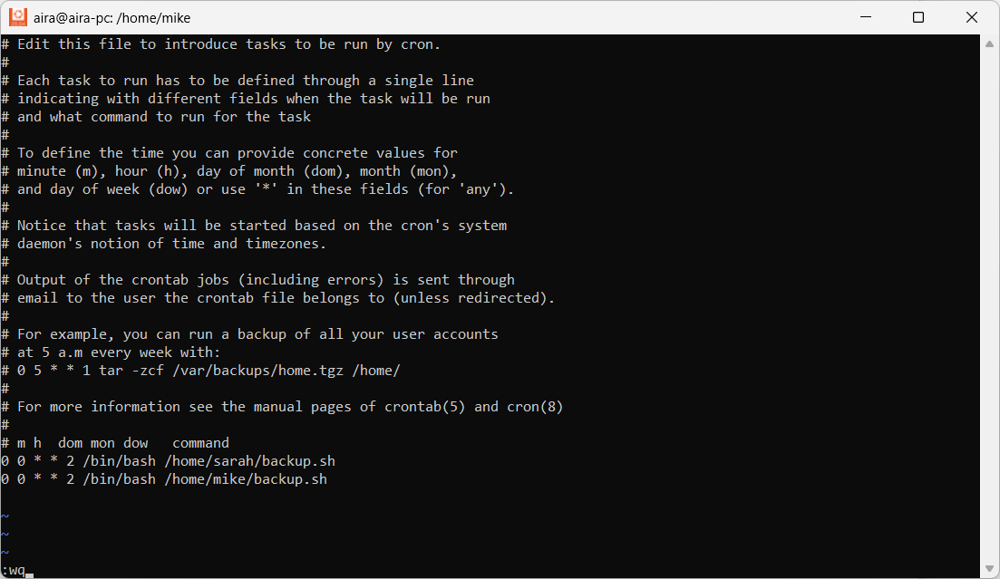 aira@aira-pc: /home/mike
# Edit this file to introduce tasks to be run by cron.
#
# Each task to run has to be defined through a single line
# indicating with different fields when the task will be run
# and what command to run for the task
#
# To define the time you can provide concrete values for
# minute (m), hour (h), day of month (dom), month (mon),
# and day of week (dow) or use '*' in these fields (for 'any').
#
# Notice that tasks will be started based on the cron's system
# daemon's notion of time and timezones.
#
# Output of the crontab jobs (including errors) is sent through
# email to the user the crontab file belongs to (unless redirected).
#
# For example, you can run a backup of all your user accounts
# at 5 a.m every week with:
# 0 5 * * 1 tar -zcf /var/backups/home.tgz /home/
#
# For more information see the manual pages of crontab(5) and cron(8)
#
# m h  dom mon dow   command
0 0 * * 2 /bin/bash /home/sarah/backup.sh
0 0 * * 2 /bin/bash /home/mike/backup.sh

~
~
~
:wq